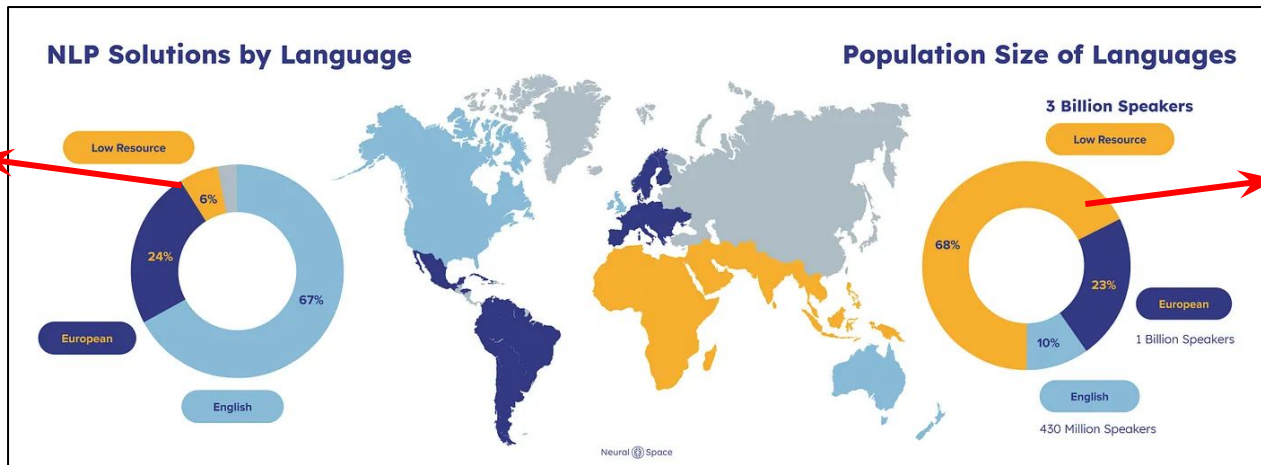 NLP Solutions by Language
Low Resource
6%
24%
67%
European
English
Population Size of Languages
3 Billion Speakers
Low Resource
68%
23%
European
1 Billion Speakers
10%
English
430 Million Speakers
Neural Space